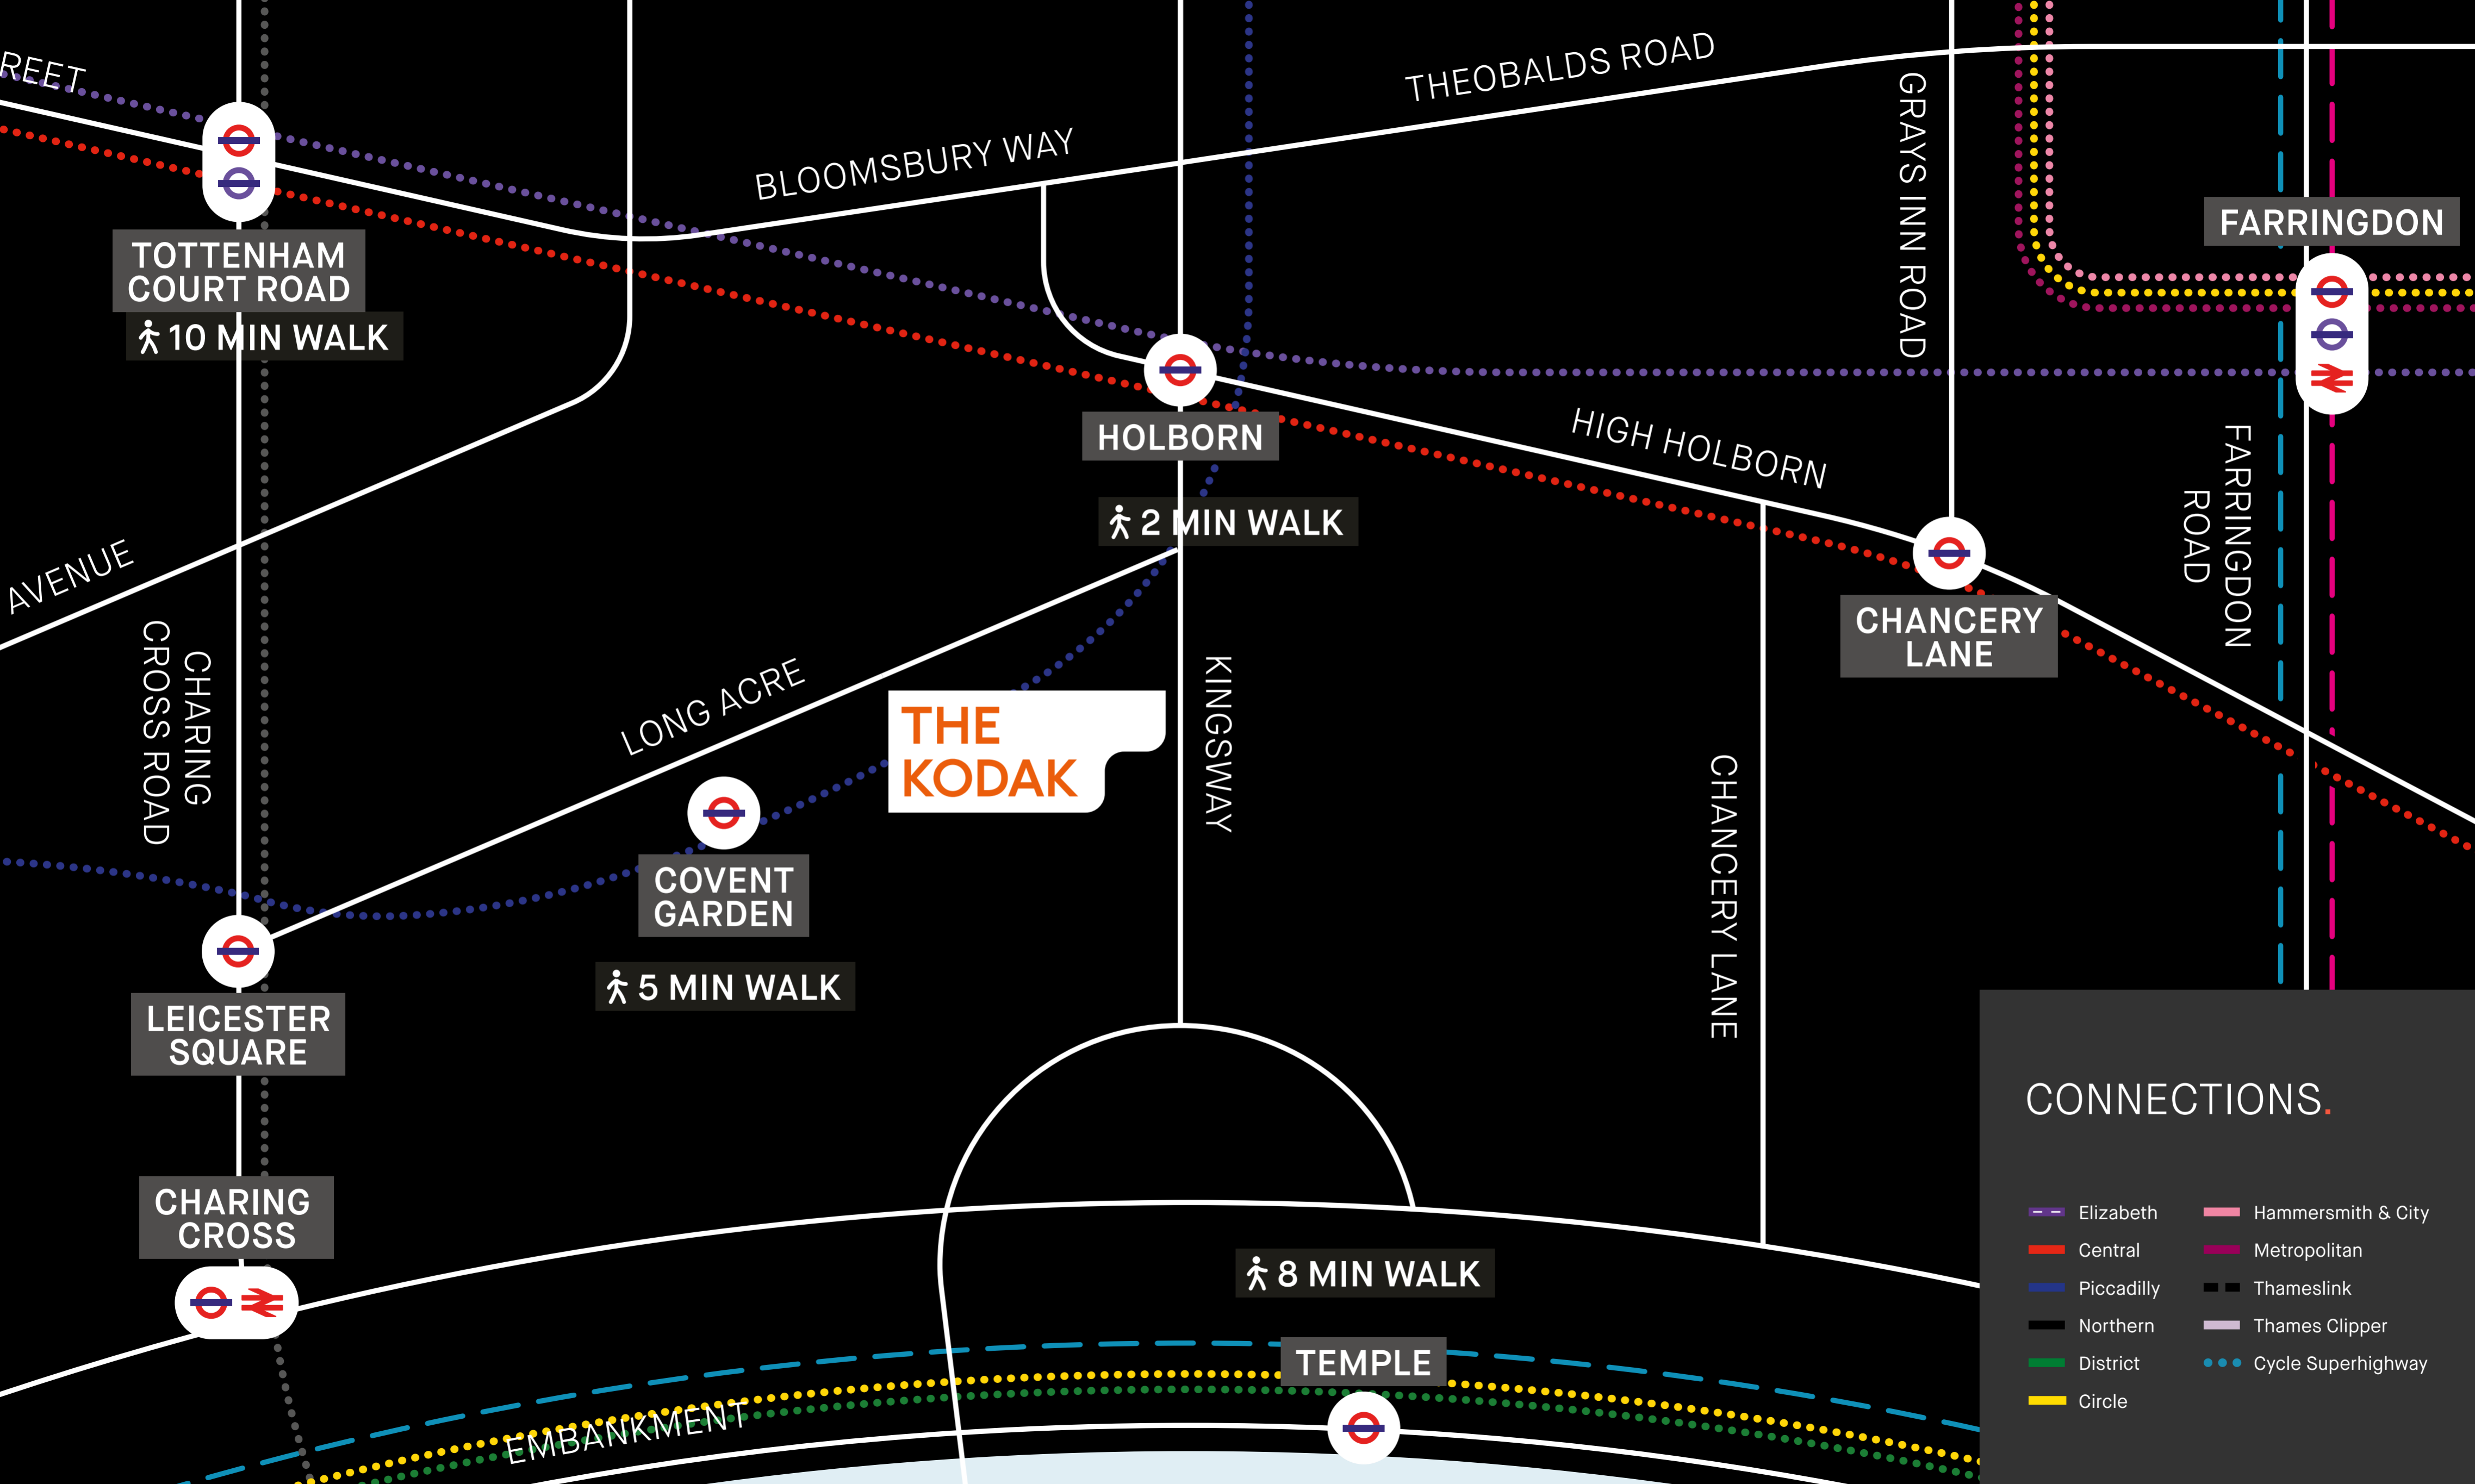 REET
THEOBALDS ROAD
BLOOMSBURY WAY
GRAYS INN ROAD
FARRINGDON
TOTTENHAM
COURT ROAD
10 MIN WALK
HOLBORN
HIGH HOLBORN
2 MIN WALK
FARRINGDON
ROAD
AVENUE
CHANCERY
LANE
CHARING
CROSS ROAD
LONG ACRE
KINGSWAY
THE
KODAK
CHANCERY LANE
COVENT
GARDEN
5 MIN WALK
LEICESTER
SQUARE
CHARING
CROSS
8 MIN WALK
TEMPLE
EMBANKMENT
CONNECTIONS.
Elizabeth
Central
Piccadilly
Northern
District
Circle
Hammersmith & City
Metropolitan
Thameslink
Thames Clipper
Cycle Superhighway